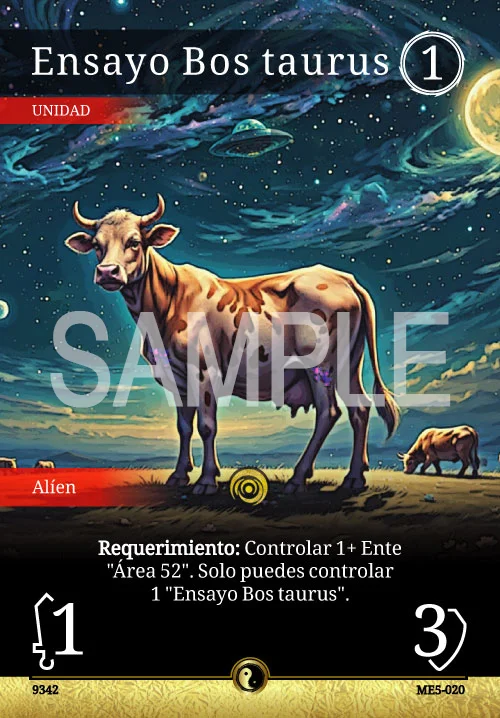 Ensayo Bos taurus 1
UNIDAD
SAMPLE
Alíen
Requerimiento: Controlar 1+ Ente
"Área 52". Solo puedes controlar
1 "Ensayo Bos taurus".
1 3
9342 ME5-020